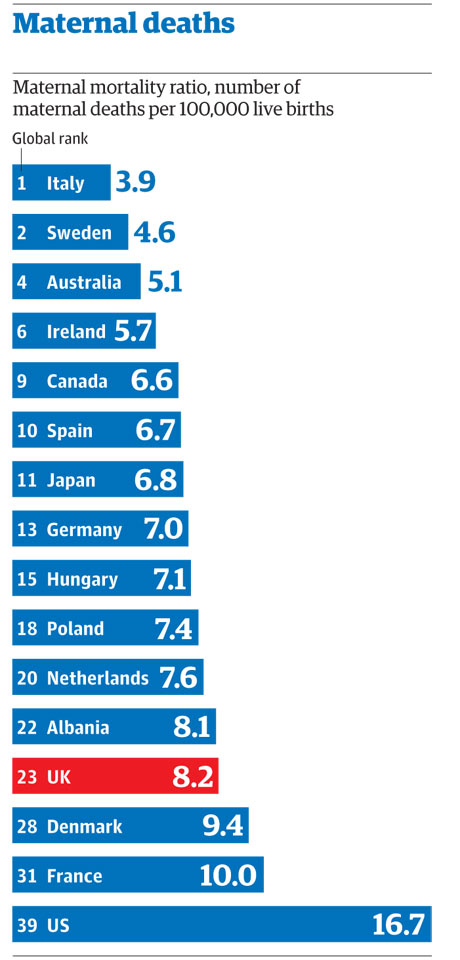 Maternal deaths
Maternal mortality ratio, number of
maternal deaths per 100,000 live births
Global rank
1 Italy 3.9
2 Sweden 4.6
4 Australia 5.1
6 Ireland 5.7
9 Canada 6.6
10 Spain 6.7
11 Japan 6.8
13 Germany 7.0
15 Hungary 7.1
18 Poland 7.4
20 Netherlands 7.6
22 Albania 8.1
23 UK 8.2
28 Denmark 9.4
31 France 10.0
39 US 16.7